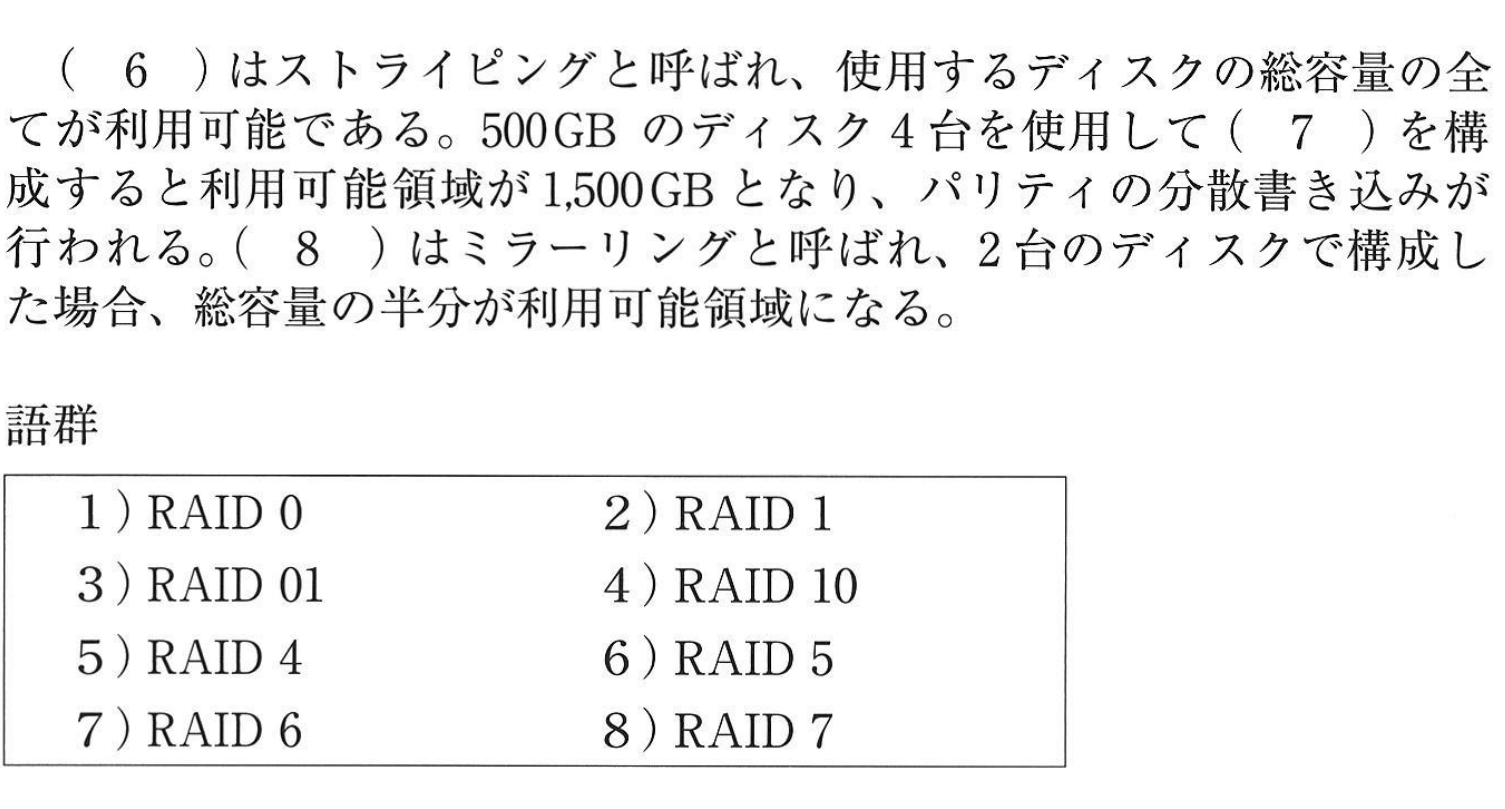 ( 6 )はストライピングと呼ばれ、使用するディスクの総容量の全
てが利用可能である。500GB のディスク4台を使用して( 7 )を構
成すると利用可能領域が1,500GBとなり、パリティの分散書き込みが
行われる。( 8 )はミラーリングと呼ばれ、2台のディスクで構成し
た場合、総容量の半分が利用可能領域になる。
語群
1)RAID 0 2)RAID 1
3)RAID 01 4)RAID 10
5)RAID 4 6)RAID 5
7)RAID 6 8)RAID 7